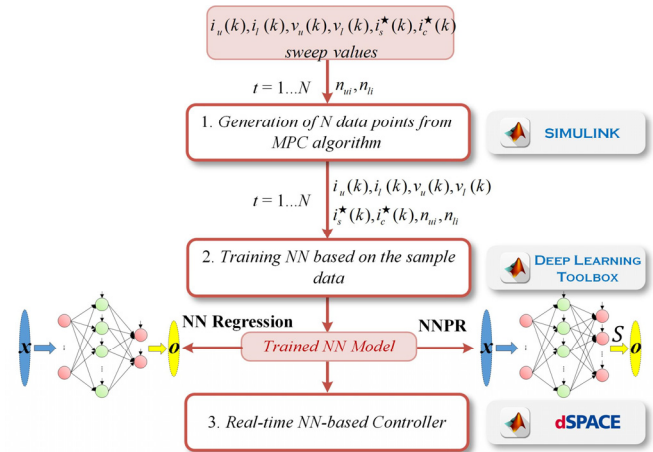 i_u(k), i_l(k), v_u(k), v_l(k), i_s^★(k), i_c^★(k)
sweep values
t = 1...N n_ui, n_li
1. Generation of N data points from
MPC algorithm
SIMULINK
t = 1...N
i_u(k), i_l(k), v_u(k), v_l(k)
i_s^★(k), i_c^★(k), n_ui, n_li
2. Training NN based on the sample
data
DEEP LEARNING
TOOLBOX
NN Regression
NNPR
x
o
Trained NN Model
x
S
o
3. Real-time NN-based Controller
dSPACE